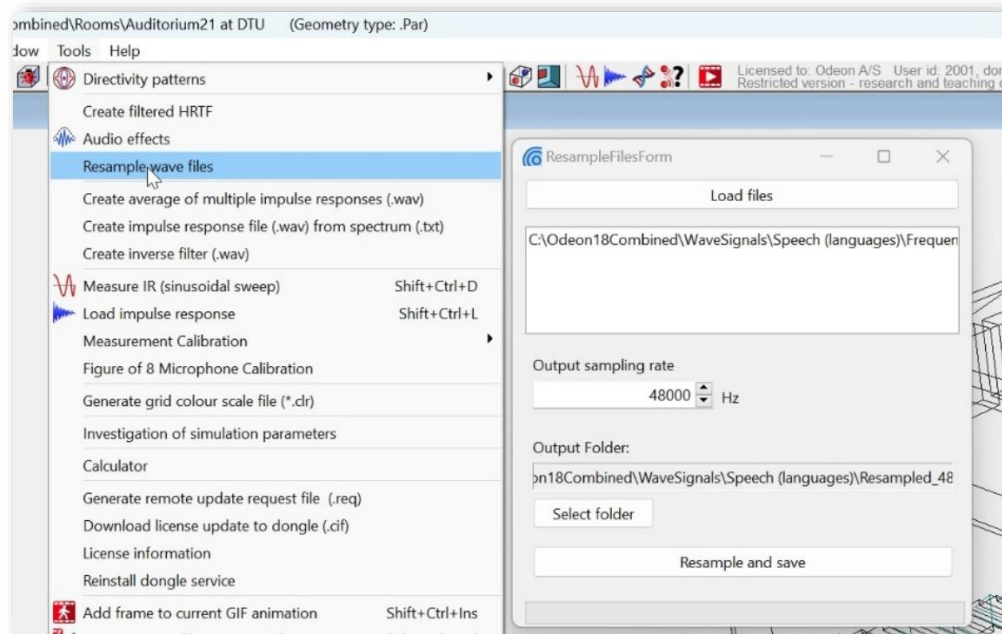 ombined\Rooms\Auditorium21 at DTU (Geometry type: .Par)
dow Tools Help
Licensed to: Odeon A/S User id: 2001, don
Restricted version - research and teaching o
Directivity patterns
Create filtered HRTF
Audio effects
Resample wave files
Create average of multiple impulse responses (.wav)
Create impulse response file (.wav) from spectrum (.txt)
Create inverse filter (.wav)
Measure IR (sinusoidal sweep) Shift+Ctrl+D
Load impulse response Shift+Ctrl+L
Measurement Calibration
Figure of 8 Microphone Calibration
Generate grid colour scale file (*.clr)
Investigation of simulation parameters
Calculator
Generate remote update request file (.req)
Download license update to dongle (.cif)
License information
Reinstall dongle service
Add frame to current GIF animation Shift+Ctrl+Ins
ResampleFilesForm
Load files
C:\Odeon18Combined\WaveSignals\Speech (languages)\Frequen
Output sampling rate
48000 Hz
Output Folder:
on18Combined\WaveSignals\Speech (languages)\Resampled_48
Select folder
Resample and save